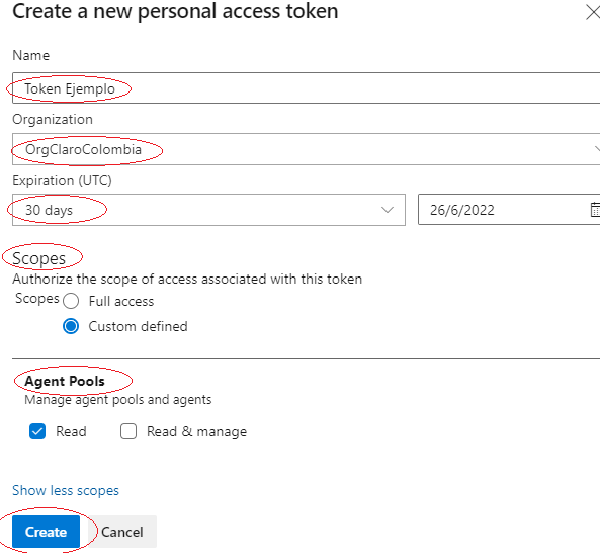 Create a new personal access token
Name
Token Ejemplo
Organization
OrgClaroColombia
Expiration (UTC)
30 days 26/6/2022
Scopes
Authorize the scope of access associated with this token
Scopes Full access
Custom defined
Agent Pools
Manage agent pools and agents
Read Read & manage
Show less scopes
Create Cancel